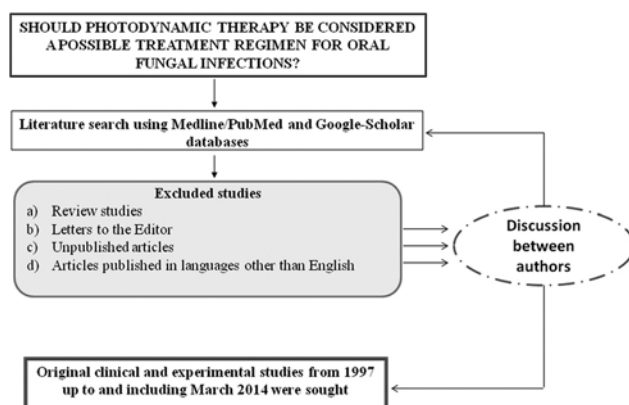 SHOULD PHOTODYNAMIC THERAPY BE CONSIDERED
A POSSIBLE TREATMENT REGIMEN FOR ORAL
FUNGAL INFECTIONS?
Literature search using Medline/PubMed and Google-Scholar
databases
Excluded studies
a) Review studies
b) Letters to the Editor
c) Unpublished articles
d) Articles published in languages other than English
Discussion
between
authors
Original clinical and experimental studies from 1997
up to and including March 2014 were sought